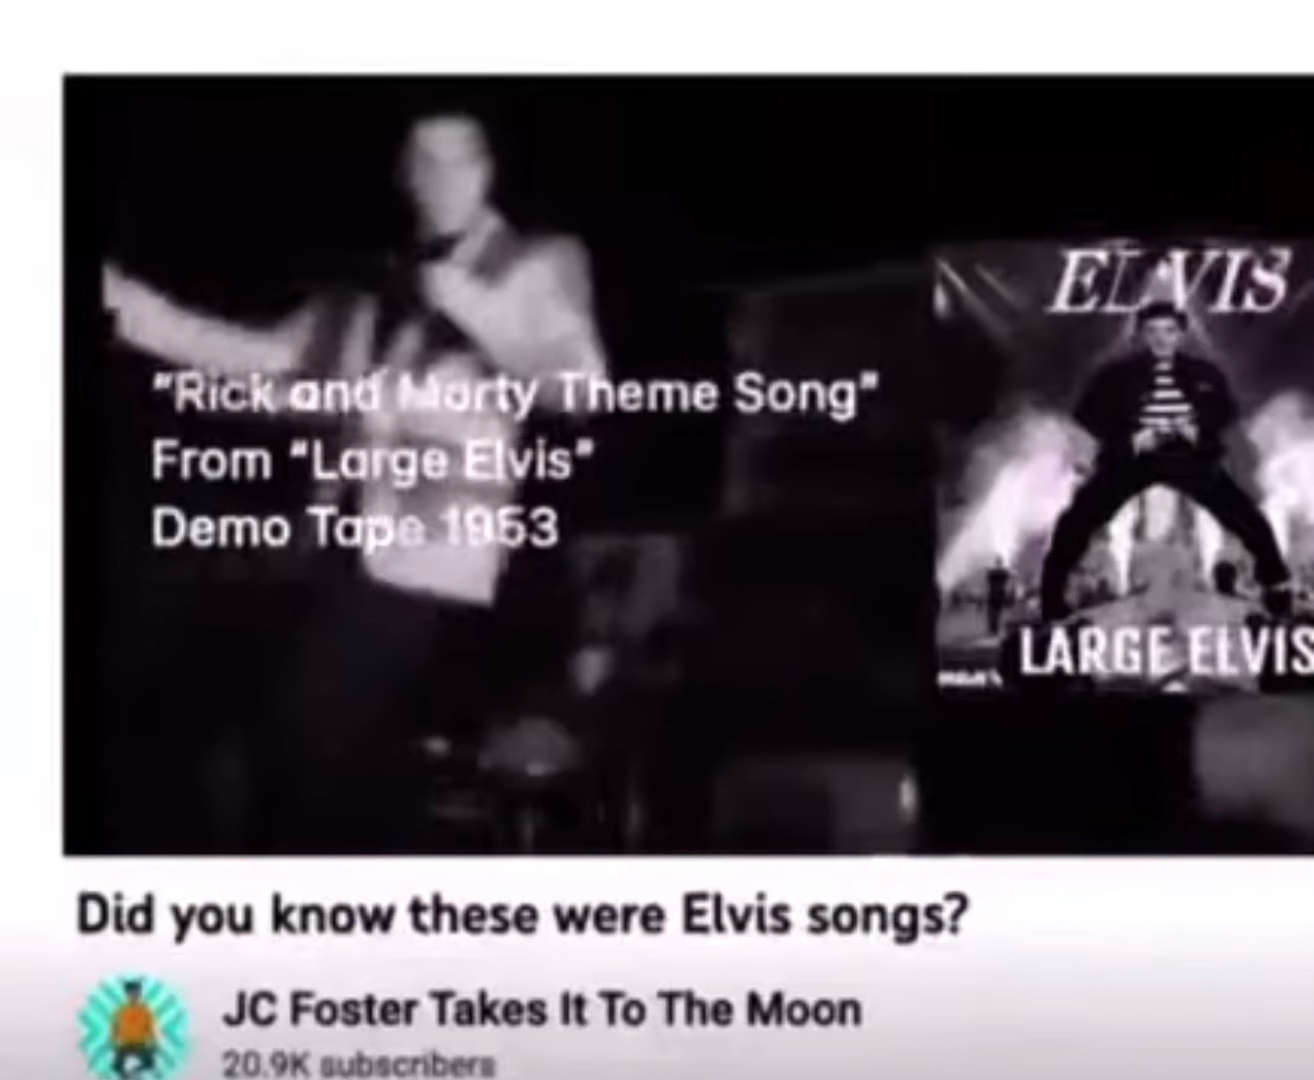 ELVIS
"Rick and Morty Theme Song"
From "Large Elvis"
Demo Tape 1953
LARGE ELVIS
Did you know these were Elvis songs?
JC Foster Takes It To The Moon
20.9K subscribers